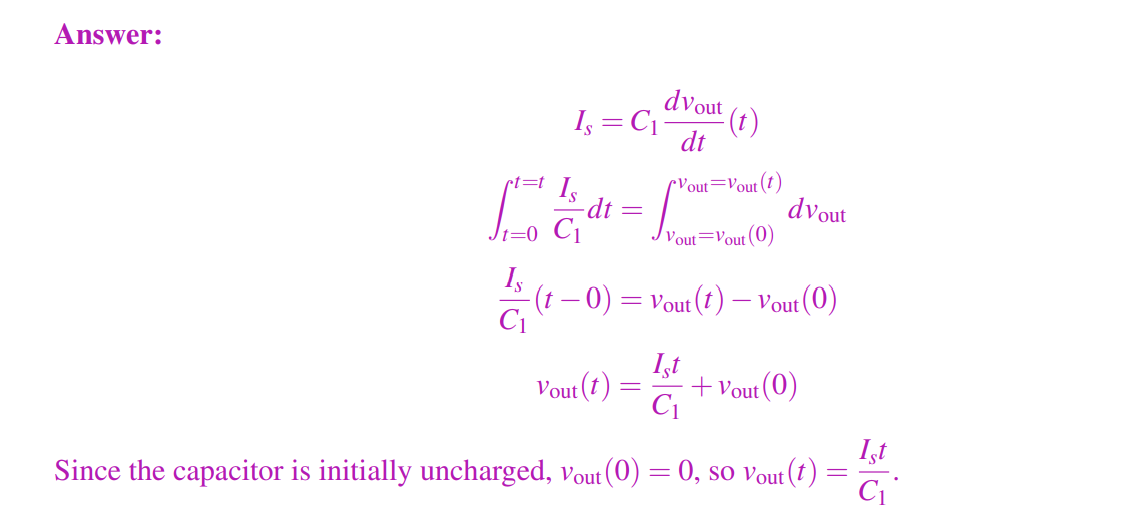 Answer:
$I_s = C_1 \frac{dv_{\text{out}}}{dt}(t)$
$\int_{t=0}^{t=t} \frac{I_s}{C_1} dt = \int_{v_{\text{out}}=v_{\text{out}}(0)}^{v_{\text{out}}=v_{\text{out}}(t)} dv_{\text{out}}$
$\frac{I_s}{C_1}(t-0) = v_{\text{out}}(t) - v_{\text{out}}(0)$
$v_{\text{out}}(t) = \frac{I_s t}{C_1} + v_{\text{out}}(0)$
Since the capacitor is initially uncharged, $v_{\text{out}}(0) = 0$, so $v_{\text{out}}(t) = \frac{I_s t}{C_1}$.